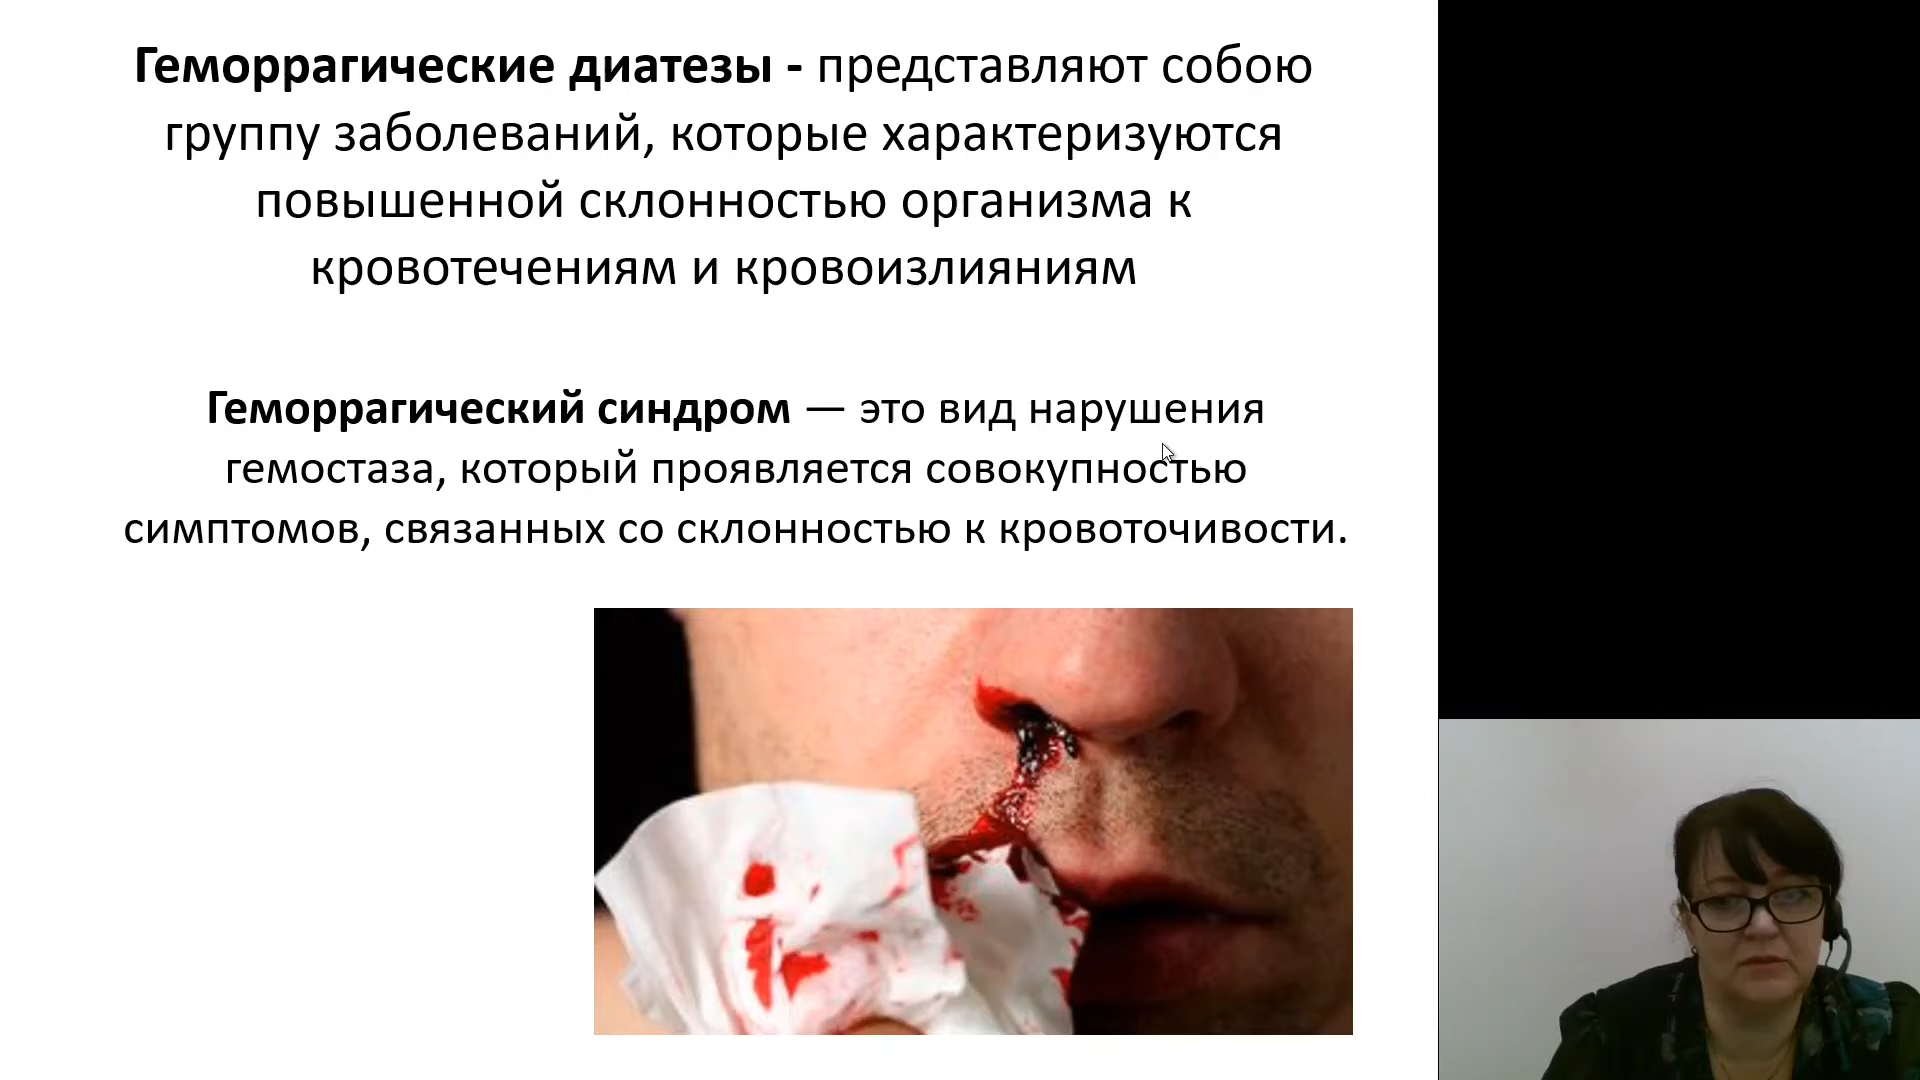 Геморрагические диатезы - представляют собою
группу заболеваний, которые характеризуются
повышенной склонностью организма к
кровотечениям и кровоизлияниям
Геморрагический синдром — это вид нарушения
гемостаза, который проявляется совокупностью
симптомов, связанных со склонностью к кровоточивости.